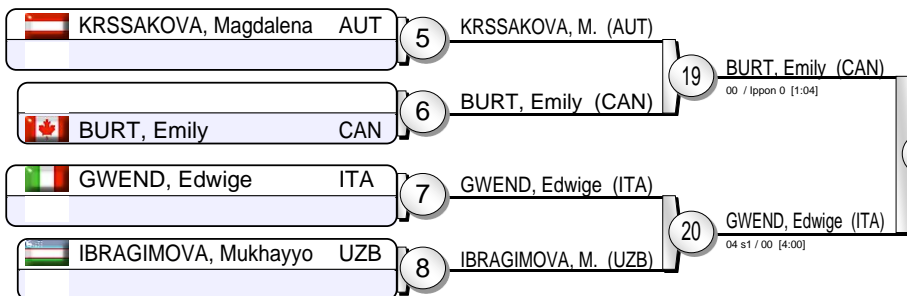 KRSSAKOVA, Magdalena AUT
5
KRSSAKOVA, M. (AUT)
19
BURT, Emily (CAN)
00 / Ippon 0 [1:04]
6
BURT, Emily (CAN)
BURT, Emily CAN
GWEND, Edwige ITA
7
GWEND, Edwige (ITA)
20
GWEND, Edwige (ITA)
04 s1 / 00 [4:00]
IBRAGIMOVA, Mukhayyo UZB
8
IBRAGIMOVA, M. (UZB)